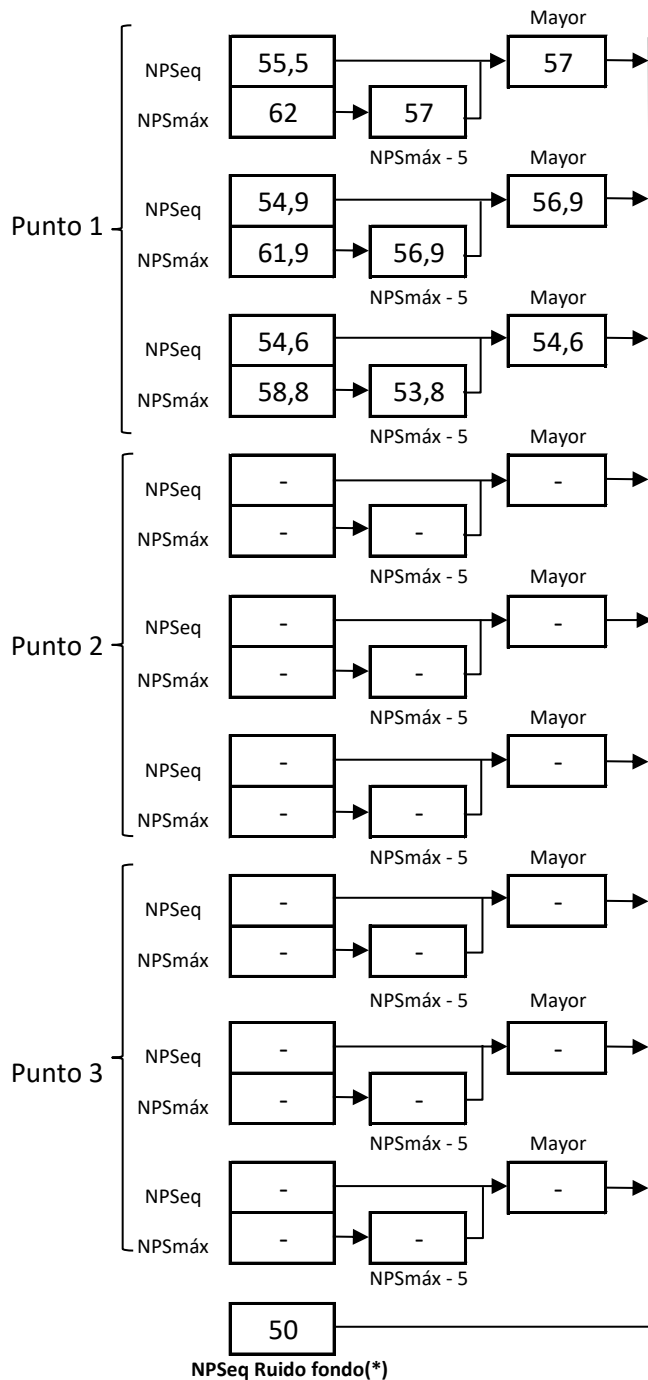 Mayor
NPSeq 55,5 57
NPSmáx 62 57
NPSmáx - 5 Mayor
Punto 1
NPSeq 54,9 56,9
NPSmáx 61,9 56,9
NPSmáx - 5 Mayor
NPSeq 54,6 54,6
NPSmáx 58,8 53,8
NPSmáx - 5 Mayor
NPSeq - -
NPSmáx - -
NPSmáx - 5 Mayor
Punto 2
NPSeq - -
NPSmáx - -
NPSmáx - 5 Mayor
NPSeq - -
NPSmáx - -
NPSmáx - 5 Mayor
NPSeq - -
NPSmáx - -
NPSmáx - 5 Mayor
Punto 3
NPSeq - -
NPSmáx - -
NPSmáx - 5 Mayor
NPSeq - -
NPSmáx - -
NPSmáx - 5
50
NPSeq Ruido fondo(*)